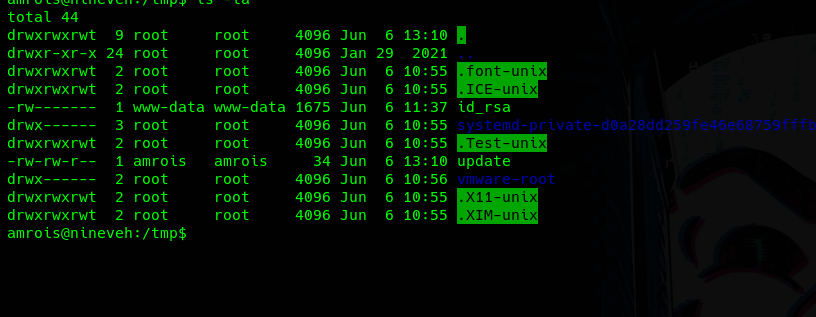 amrois@nineveh:/tmp$ ls -la
total 44
drwxrwxrwt  9 root     root     4096 Jun  6 13:10 .
drwxr-xr-x 24 root     root     4096 Jan 29  2021 ..
drwxrwxrwt  2 root     root     4096 Jun  6 10:55 .font-unix
drwxrwxrwt  2 root     root     4096 Jun  6 10:55 .ICE-unix
-rw-------  1 www-data www-data 1675 Jun  6 11:37 id_rsa
drwx------  3 root     root     4096 Jun  6 10:55
drwxrwxrwt  2 root     root     4096 Jun  6 10:55 .Test-unix
-rw-rw-r--  1 amrois   amrois     34 Jun  6 13:10 update
drwx------  2 root     root     4096 Jun  6 10:56 vmware-root
drwxrwxrwt  2 root     root     4096 Jun  6 10:55 .X11-unix
drwxrwxrwt  2 root     root     4096 Jun  6 10:55 .XIM-unix
amrois@nineveh:/tmp$